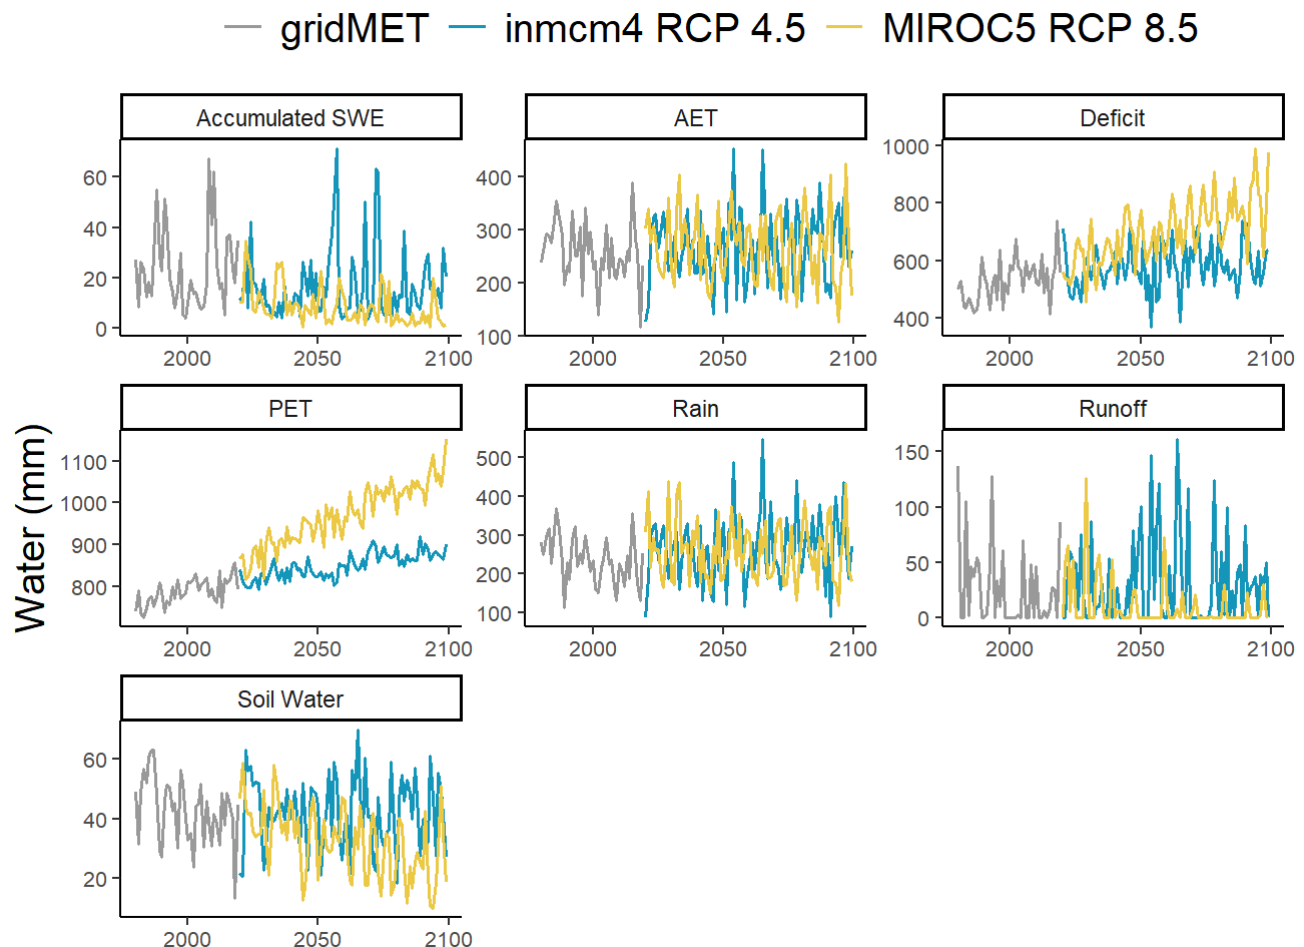 gridMET inmcm4 RCP 4.5 MIROC5 RCP 8.5
Water (mm)
Accumulated SWE
60
40
20
0
2000 2050 2100
AET
400
300
200
100
2000 2050 2100
Deficit
1000
800
600
400
2000 2050 2100
PET
1100
1000
900
800
2000 2050 2100
Rain
500
400
300
200
100
2000 2050 2100
Runoff
150
100
50
0
2000 2050 2100
Soil Water
60
40
20
2000 2050 2100